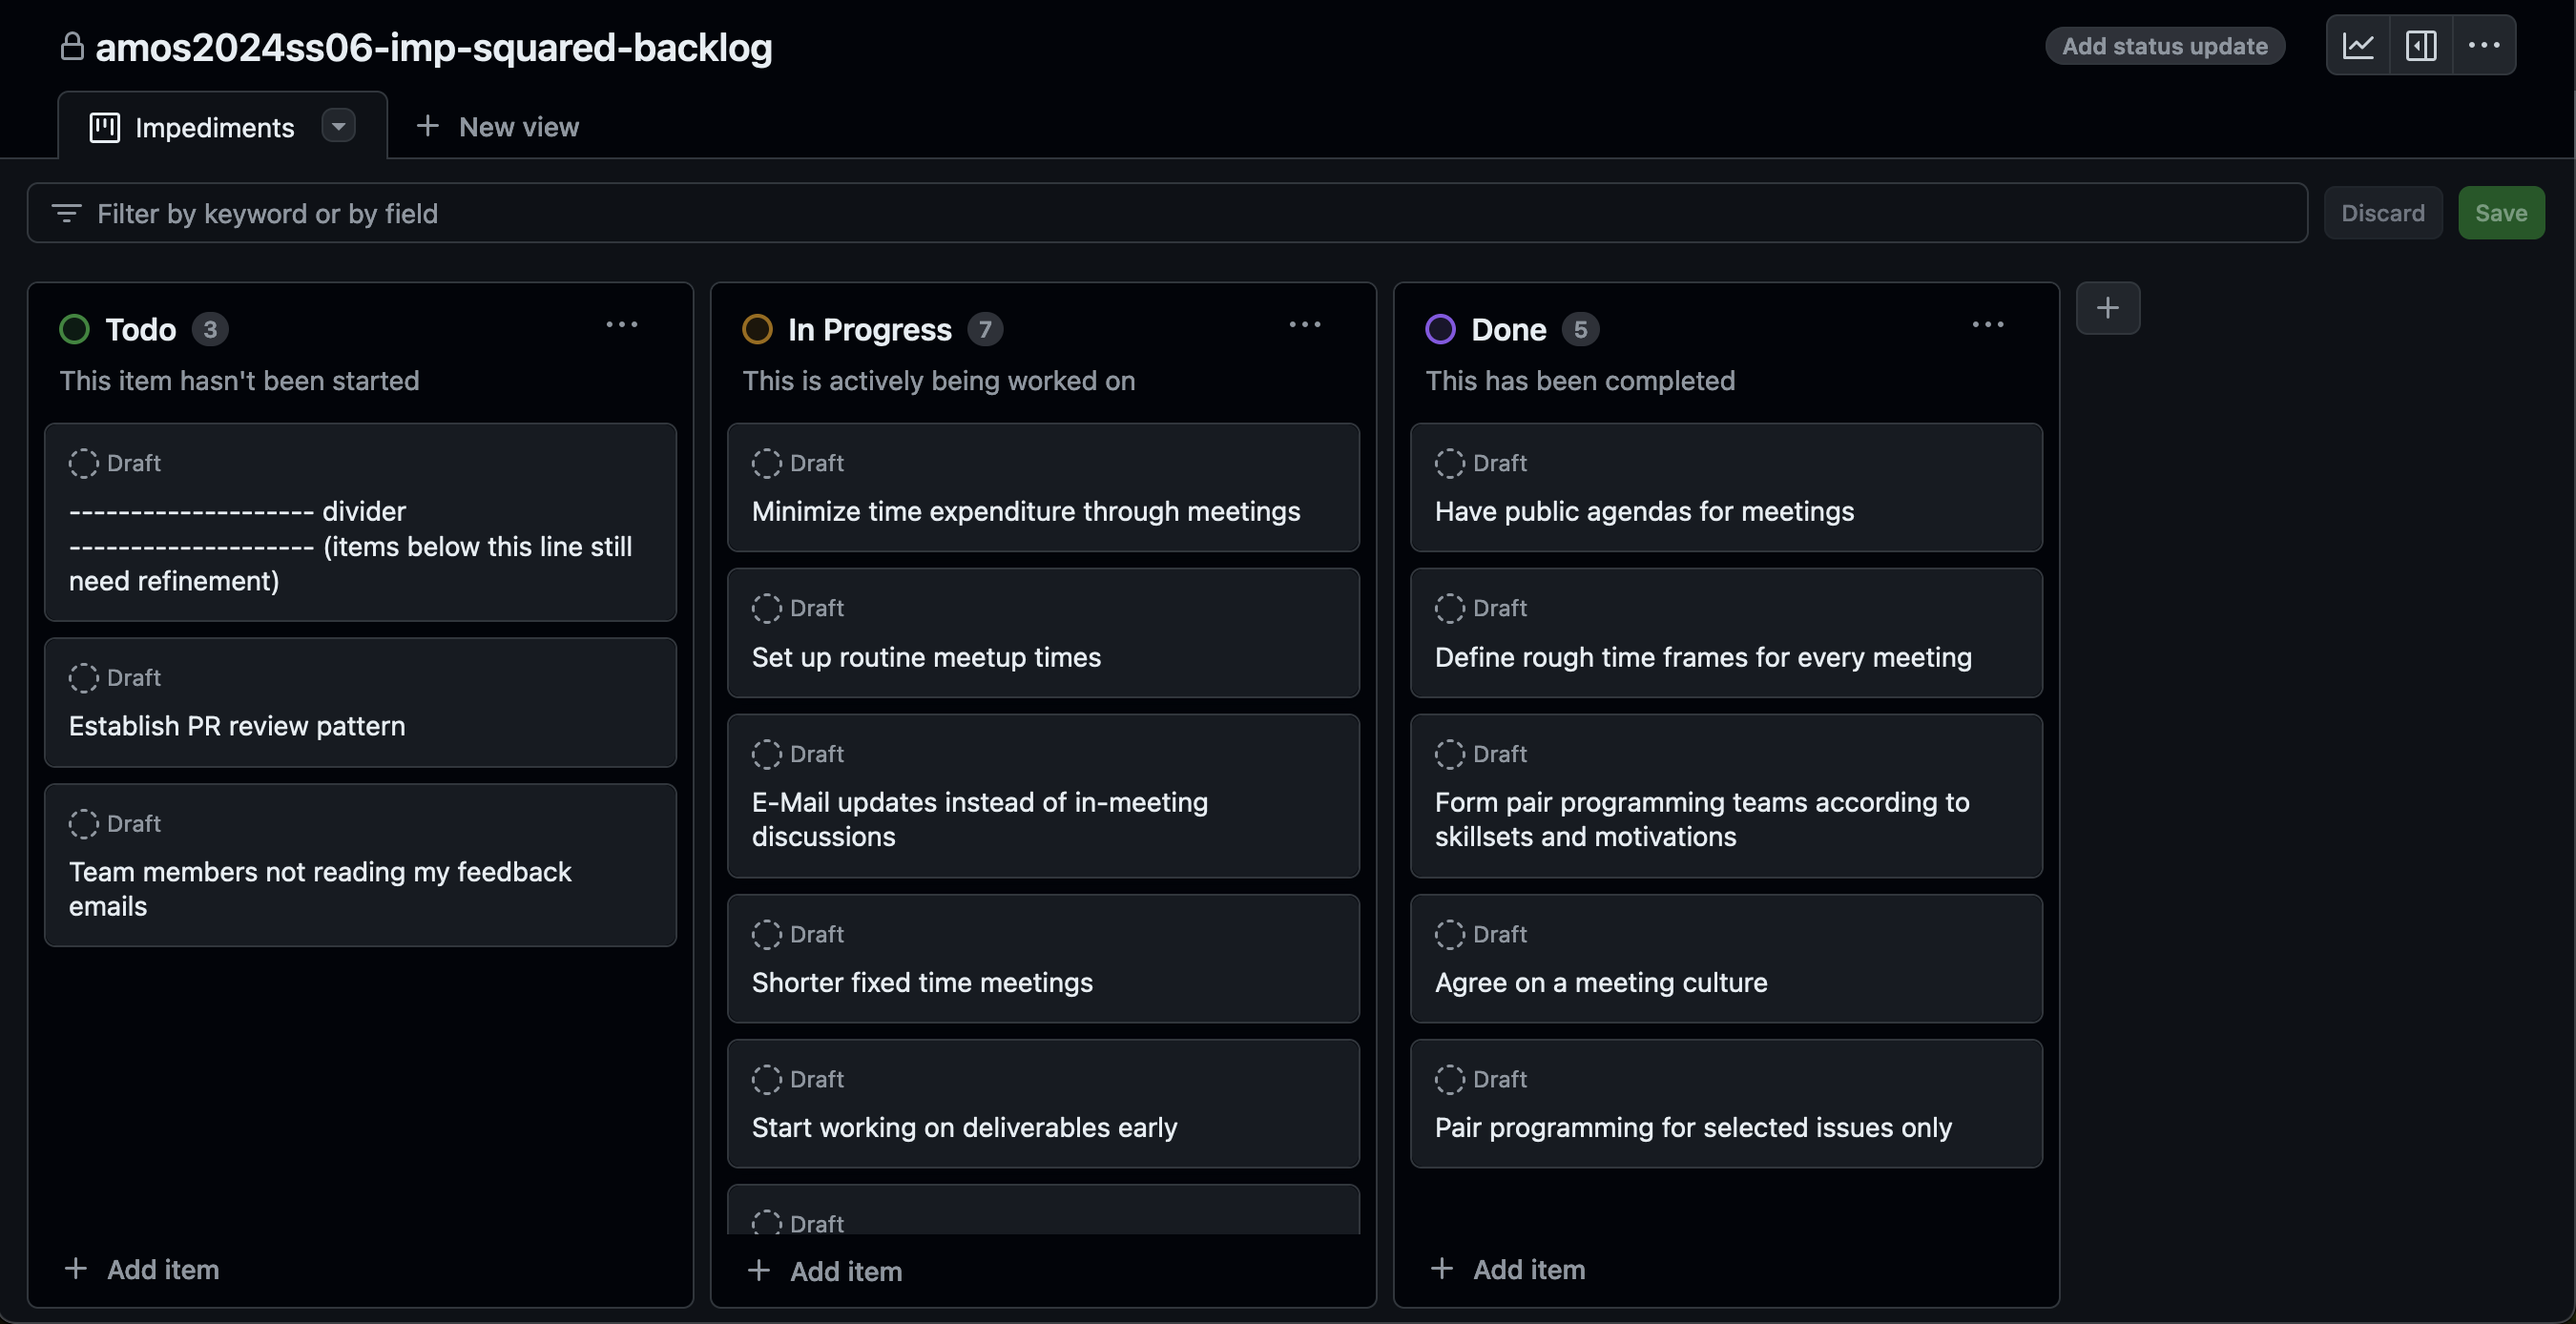 amos2024ss06-imp-squared-backlog
Add status update
Impediments
New view
Filter by keyword or by field
Discard
Save
Todo 3
This item hasn't been started
Draft
-------------------- divider
-------------------- (items below this line still
need refinement)
Draft
Establish PR review pattern
Draft
Team members not reading my feedback
emails
+ Add item
In Progress 7
This is actively being worked on
Draft
Minimize time expenditure through meetings
Draft
Set up routine meetup times
Draft
E-Mail updates instead of in-meeting
discussions
Draft
Shorter fixed time meetings
Draft
Start working on deliverables early
Draft
+ Add item
Done 5
This has been completed
Draft
Have public agendas for meetings
Draft
Define rough time frames for every meeting
Draft
Form pair programming teams according to
skillsets and motivations
Draft
Agree on a meeting culture
Draft
Pair programming for selected issues only
+ Add item